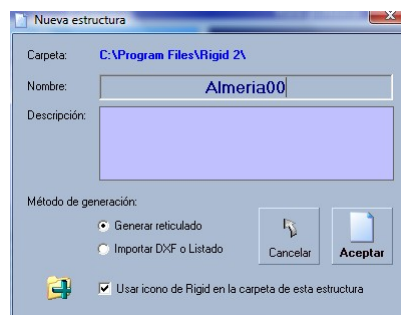 Nueva estructura
Carpeta: C:\Program Files\Rigid 2\
Nombre: Almeria00
Descripción:
Método de generación:
Generar reticulado
Importar DXF o Listado
Cancelar
Aceptar
Usar icono de Rigid en la carpeta de esta estructura